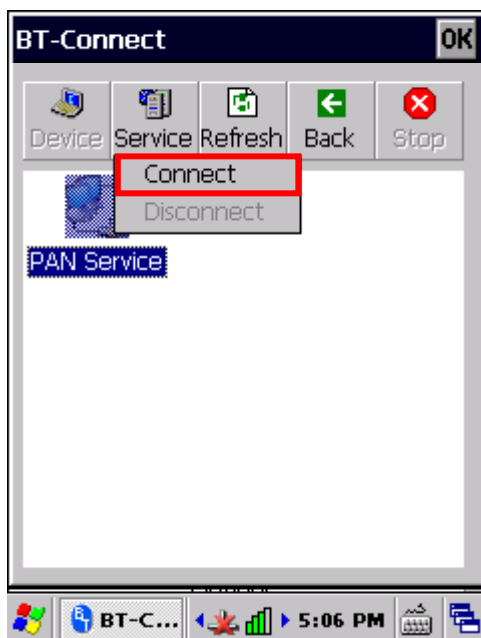 BT-Connect OK
Device Service Refresh Back Stop
Connect
Disconnect
PAN Service
BT-C... 5:06 PM